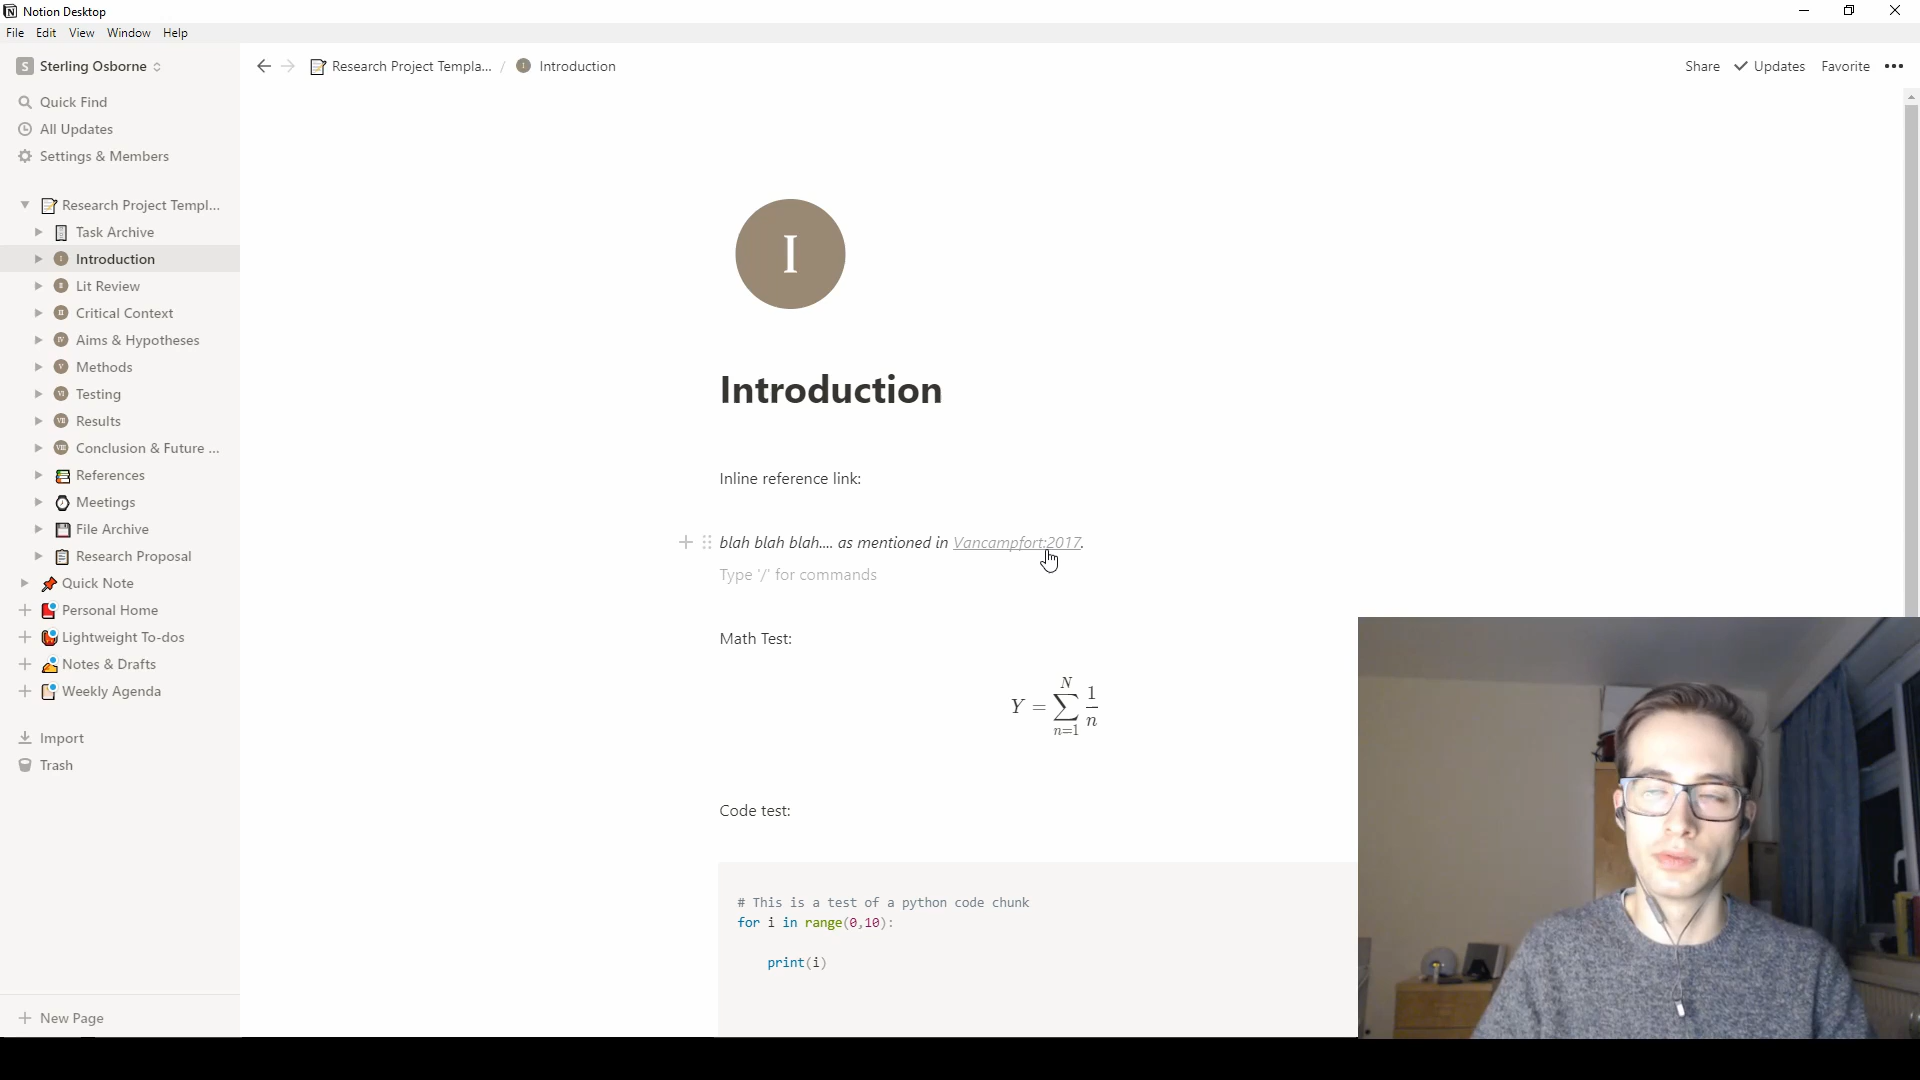 Notion Desktop
File Edit View Window Help
S Sterling Osborne
Research Project Templa... / Introduction
Share Updates Favorite •••
Quick Find
All Updates
Settings & Members
Research Project Templ...
Task Archive
Introduction
Lit Review
Critical Context
Aims & Hypotheses
Methods
Testing
Results
Conclusion & Future ...
References
Meetings
File Archive
Research Proposal
Quick Note
Personal Home
Lightweight To-dos
Notes & Drafts
Weekly Agenda
Import
Trash
New Page
I
Introduction
Inline reference link:
blah blah blah.... as mentioned in Vancampfort:2017.
Type '/' for commands
Math Test:
Y = ∑_{n=1}^{N} 1/n
Code test:
# This is a test of a python code chunk
for i in range(0,10):
print(i)